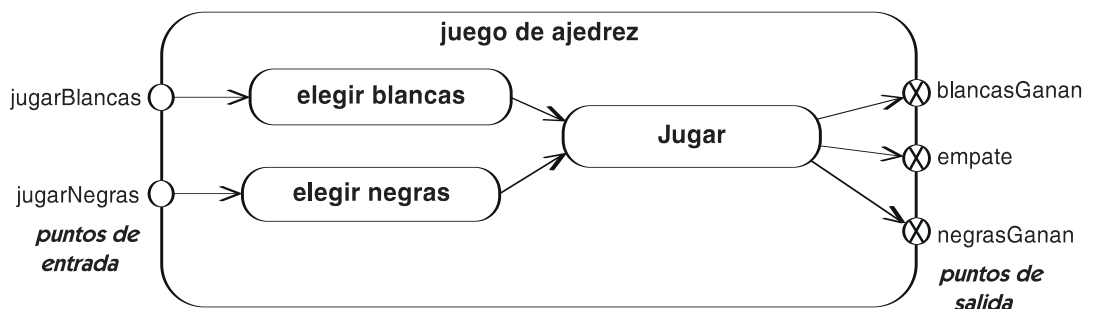 juego de ajedrez
jugarBlancas
elegir blancas
blancasGanan
Jugar
empate
jugarNegras
elegir negras
negrasGanan
puntos de
entrada
puntos de
salida